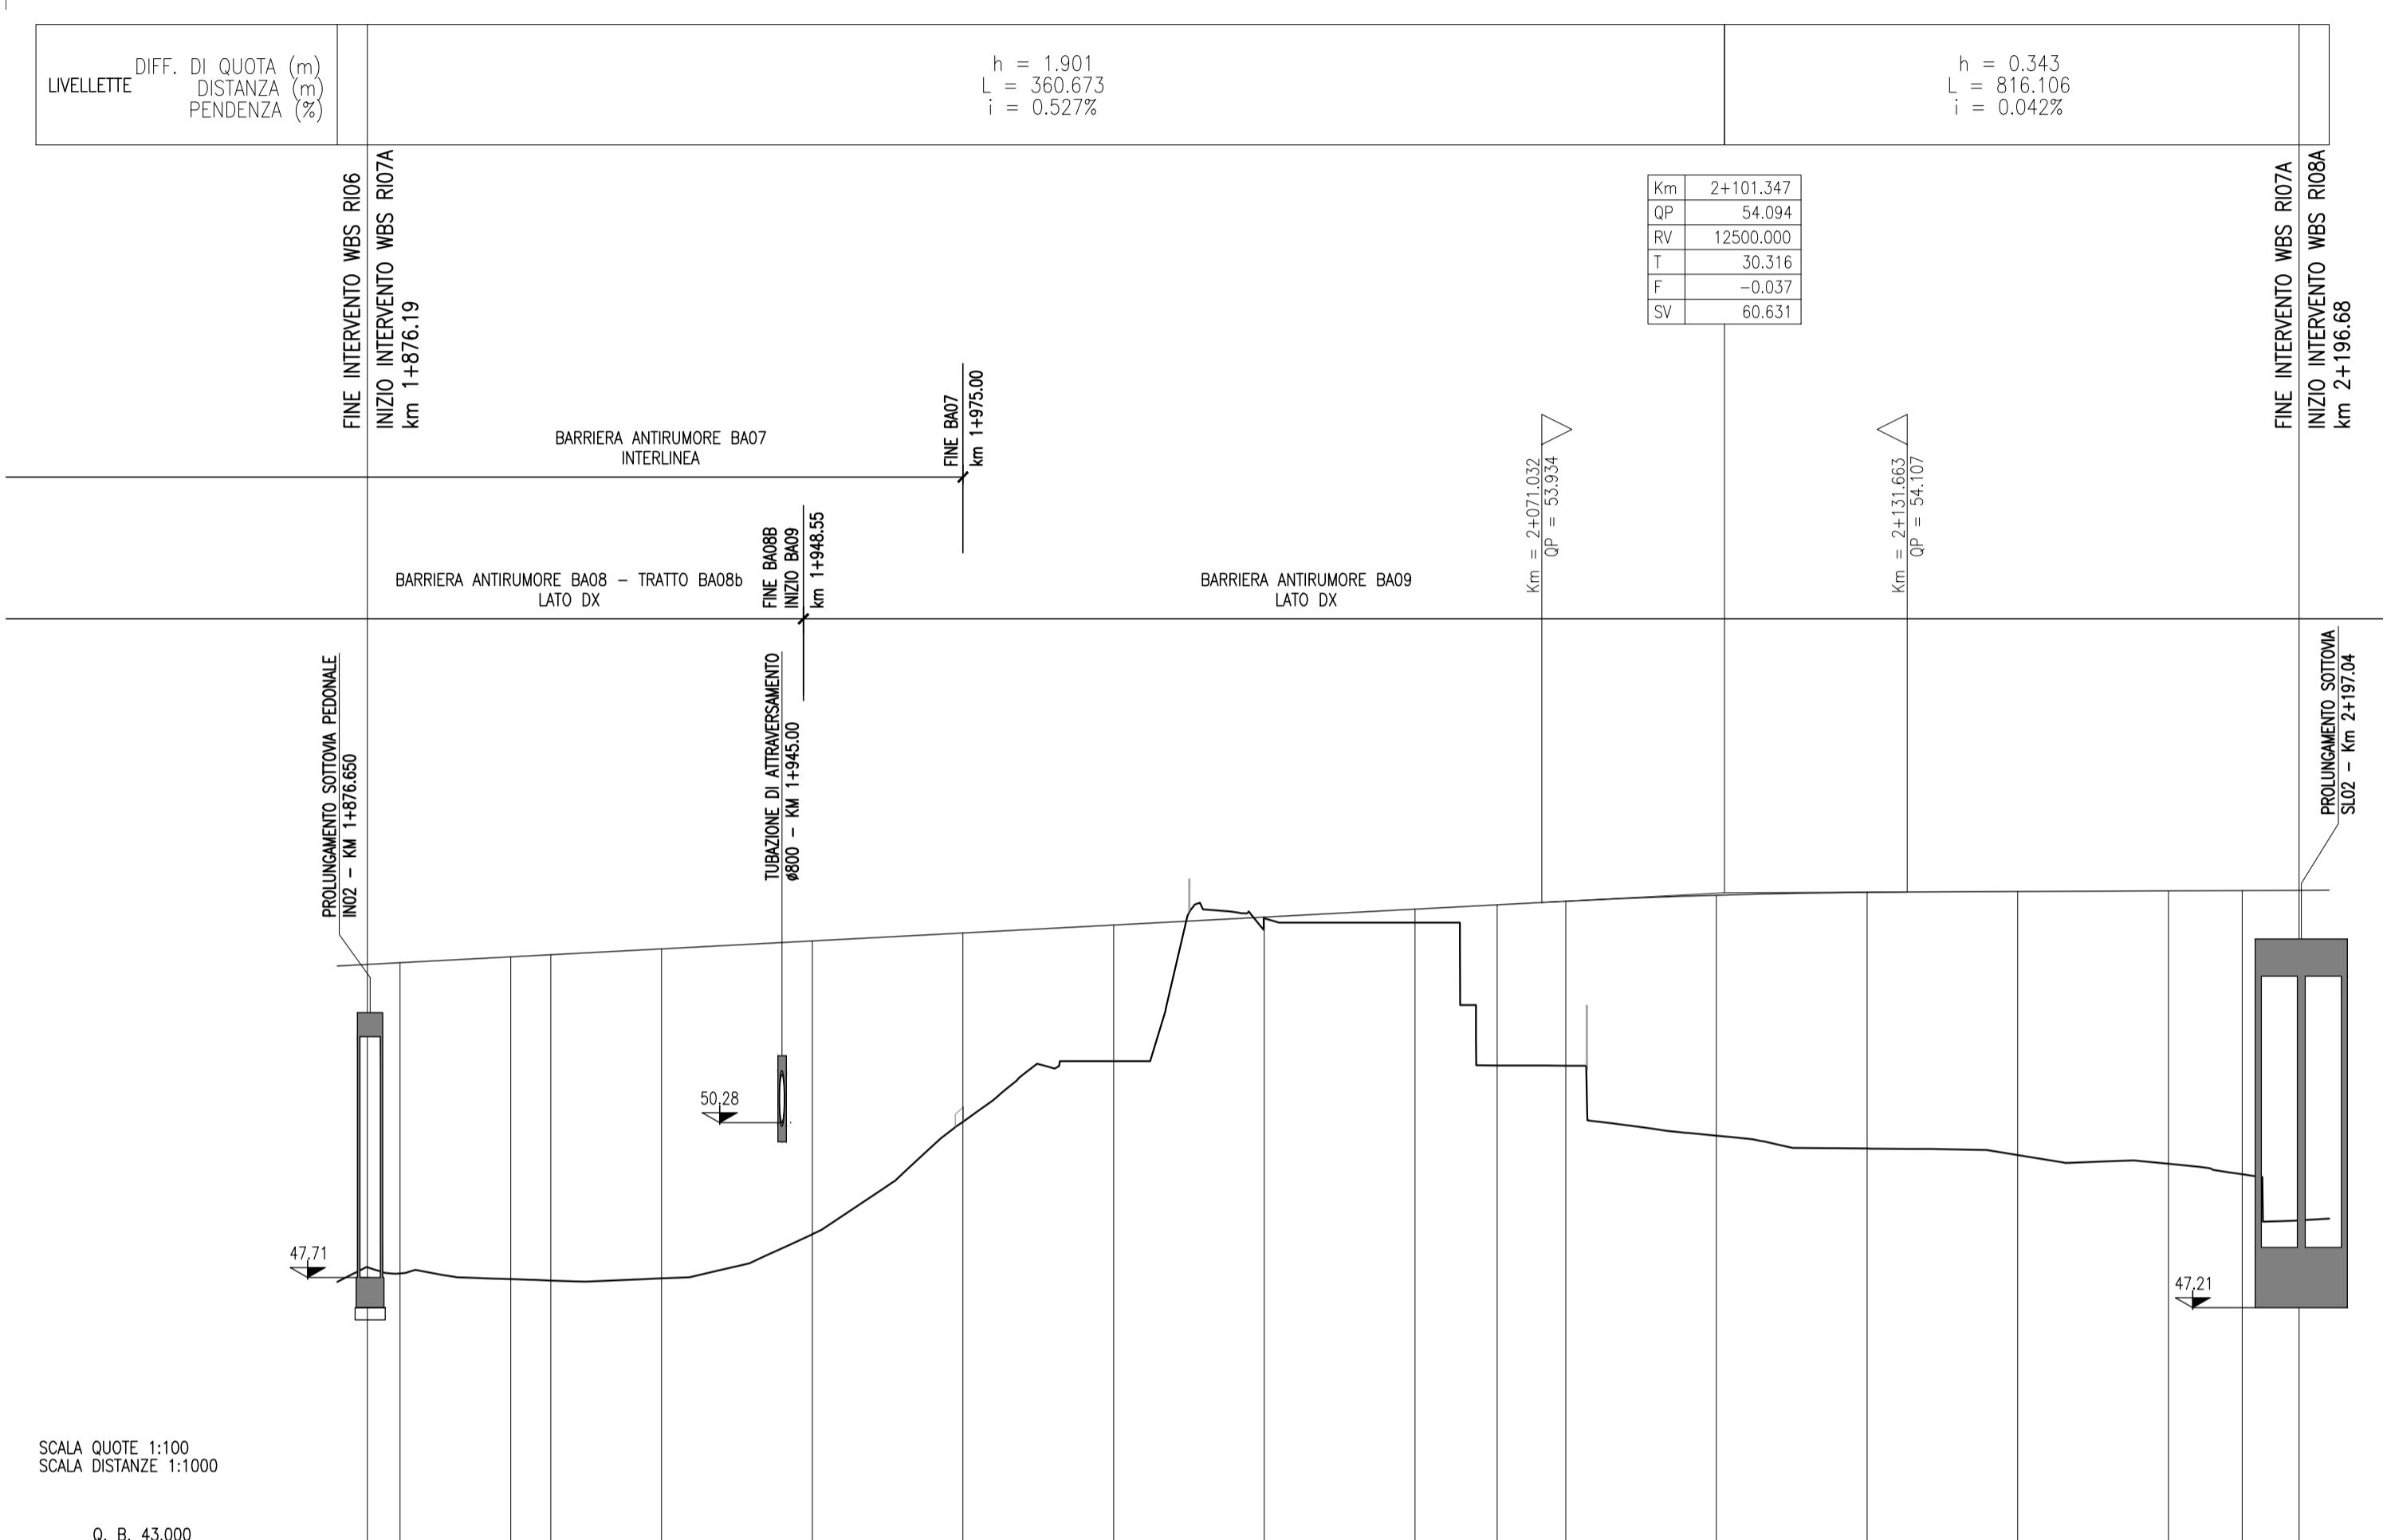 LIVELLETTE
DIFF. DI QUOTA (m)
DISTANZA (m)
PENDENZA (%)
h = 1.901
L = 360.673
i = 0.527%
h = 0.343
L = 816.106
i = 0.042%
FINE INTERVENTO WBS RI06
INIZIO INTERVENTO WBS RI07A
km 1+876.19
Km 2+101.347
QP 54.094
RV 12500.000
T 30.316
F -0.037
SV 60.631
FINE INTERVENTO WBS RI07A
INIZIO INTERVENTO WBS RI08A
km 2+196.68
BARRIERA ANTIRUMORE BA07
INTERLINEA
FINE BA07
km 1+975.00
Km = 2+071.032
QP = 53.934
Km = 2+131.663
QP = 54.107
BARRIERA ANTIRUMORE BA08 - TRATTO BA08b
LATO DX
FINE BA08B
INIZIO BA09
km 1+948.55
BARRIERA ANTIRUMORE BA09
LATO DX
PROLUNGAMENTO SOTTOVIA PEDONALE
IN02 - KM 1+876.650
TUBAZIONE DI ATTRAVERSAMENTO
Ø800 - KM 1+945.00
PROLUNGAMENTO SOTTOVIA
SL02 - Km 2+197.04
50,28
47,71
47,21
SCALA QUOTE 1:100
SCALA DISTANZE 1:1000
Q. B. 43.000